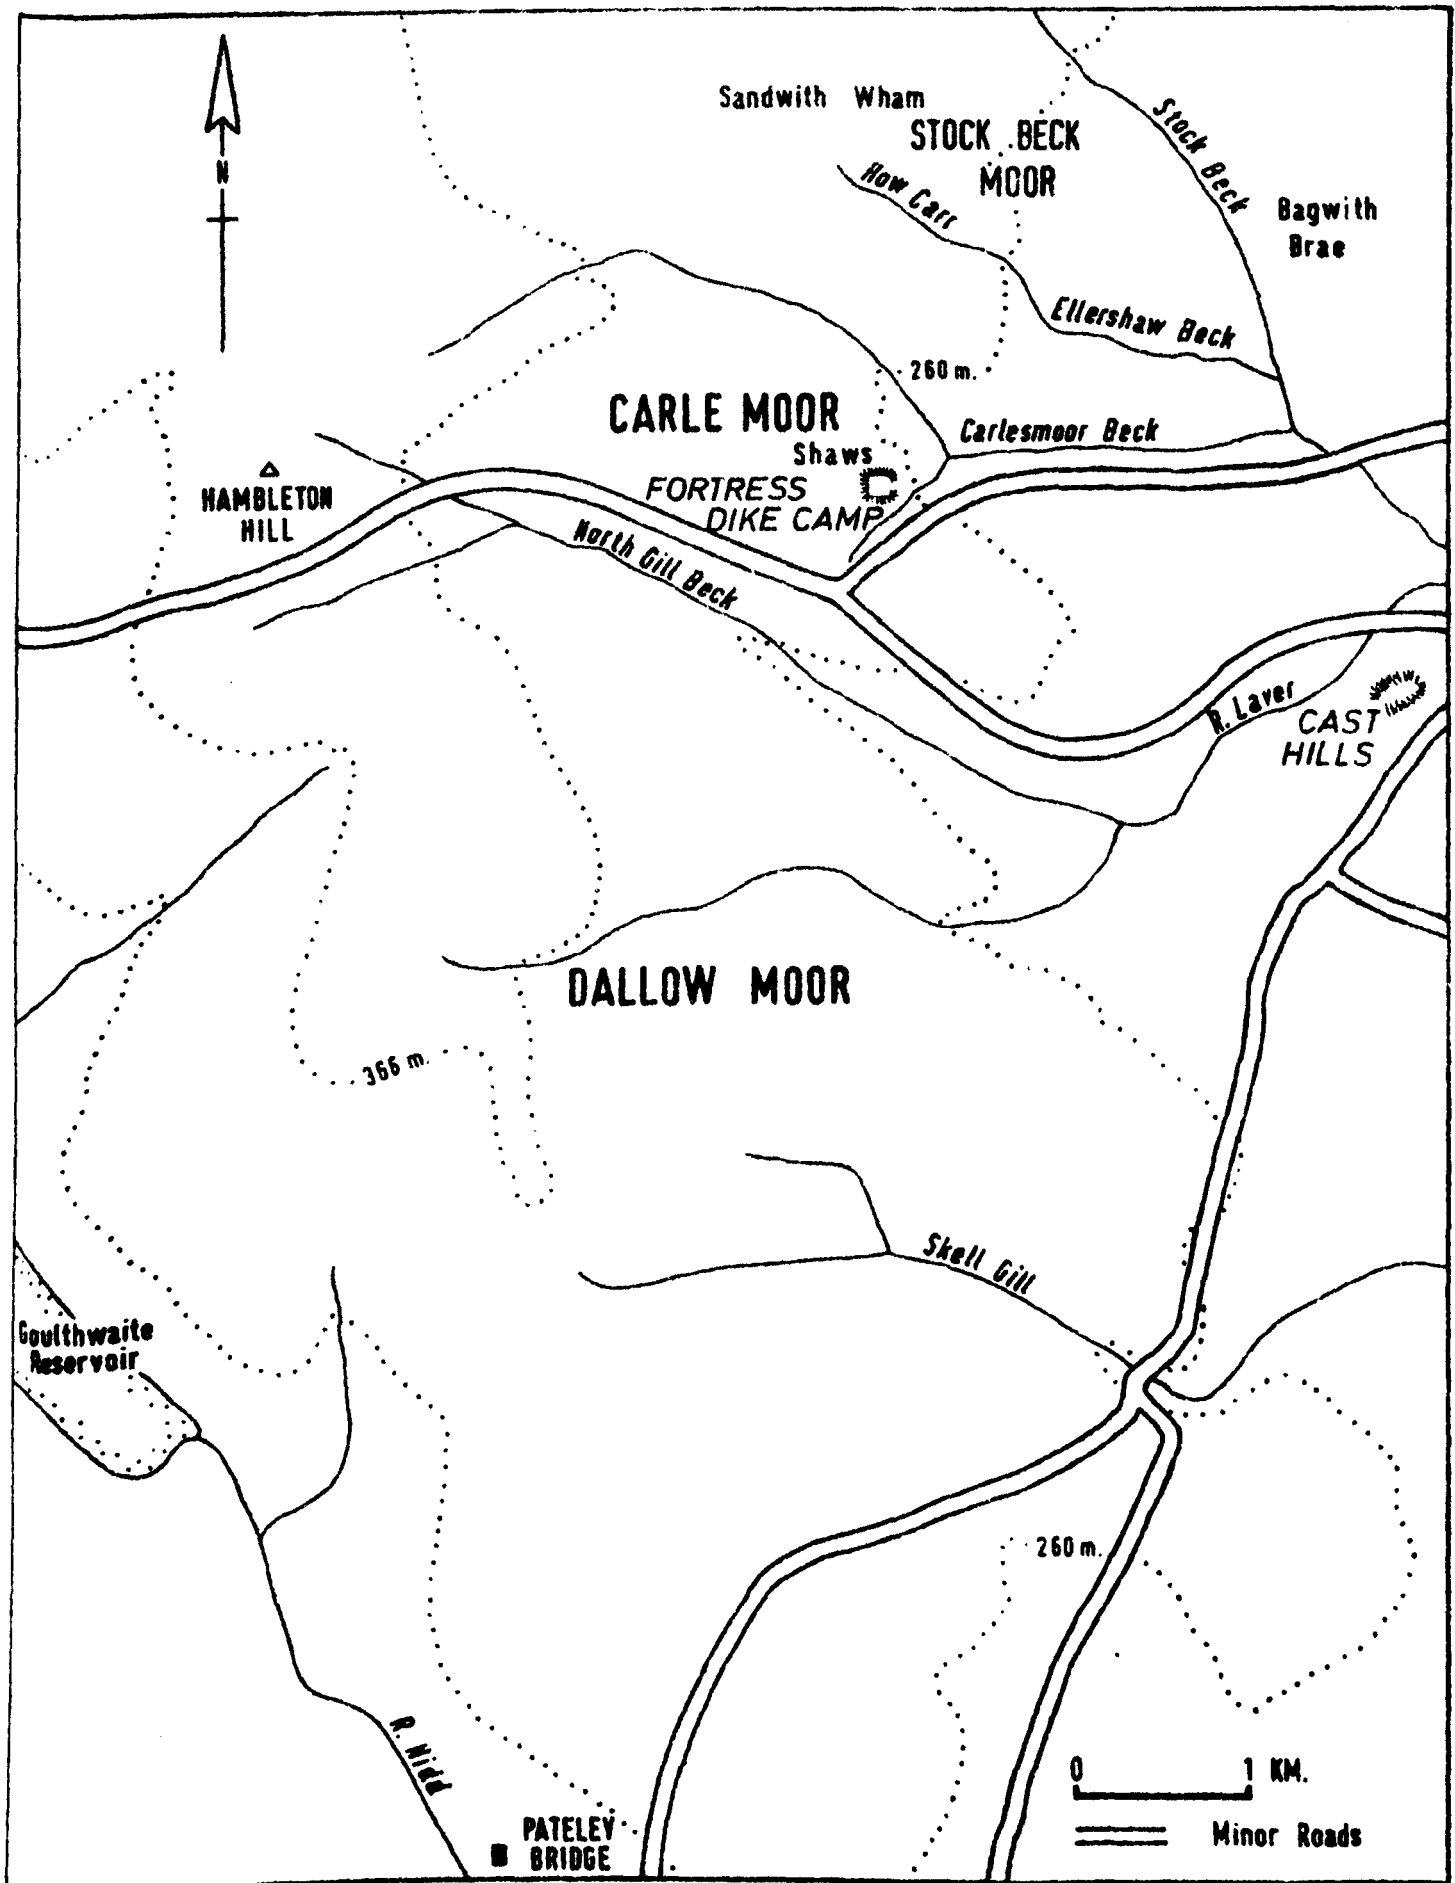 Sandwith Wham
STOCK BECK
MOOR
Stock Beck
How Carr
Bagwith
Brae
N
Ellershaw Beck
260 m.
CARLE MOOR
Carlesmoor Beck
Shaws
HAMBLETON
HILL
FORTRESS
DIKE CAMP
North Gill Beck
R. Laver
CAST
HILLS
DALLOW MOOR
366 m.
Skell Gill
Goulthwaite
Reservoir
260 m.
R. Nidd
0 1 KM.
PATELEY
BRIDGE
Minor Roads